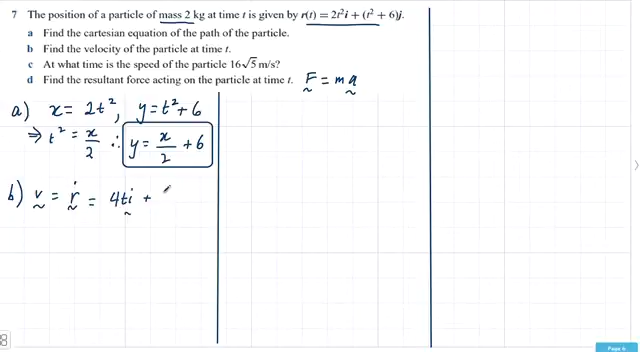 7 The position of a particle of mass 2 kg at time t is given by r(t) = 2t²i + (t² + 6)j.
a Find the cartesian equation of the path of the particle.
b Find the velocity of the particle at time t.
c At what time is the speed of the particle 16√5 m/s?
d Find the resultant force acting on the particle at time t. F = ma
a) x = 2t², y = t² + 6
⇒ t² = x/2 ∴ y = x/2 + 6
b) v = ṙ = 4ti +
Page 6